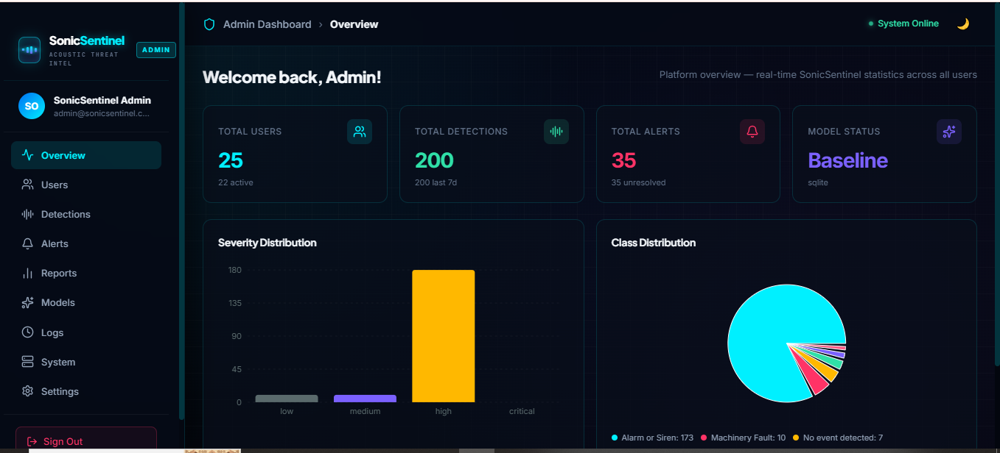 SonicSentinel
ACOUSTIC THREAT
INTEL
ADMIN
SO
SonicSentinel Admin
admin@sonicsentinel.c...
Overview
Users
Detections
Alerts
Reports
Models
Logs
System
Settings
Sign Out
Admin Dashboard › Overview
System Online
Welcome back, Admin!
Platform overview — real-time SonicSentinel statistics across all users
TOTAL USERS
25
22 active
TOTAL DETECTIONS
200
200 last 7d
TOTAL ALERTS
35
35 unresolved
MODEL STATUS
Baseline
sqlite
Severity Distribution
180
135
90
45
0
low medium high critical
Class Distribution
Alarm or Siren: 173 Machinery Fault: 10 No event detected: 7